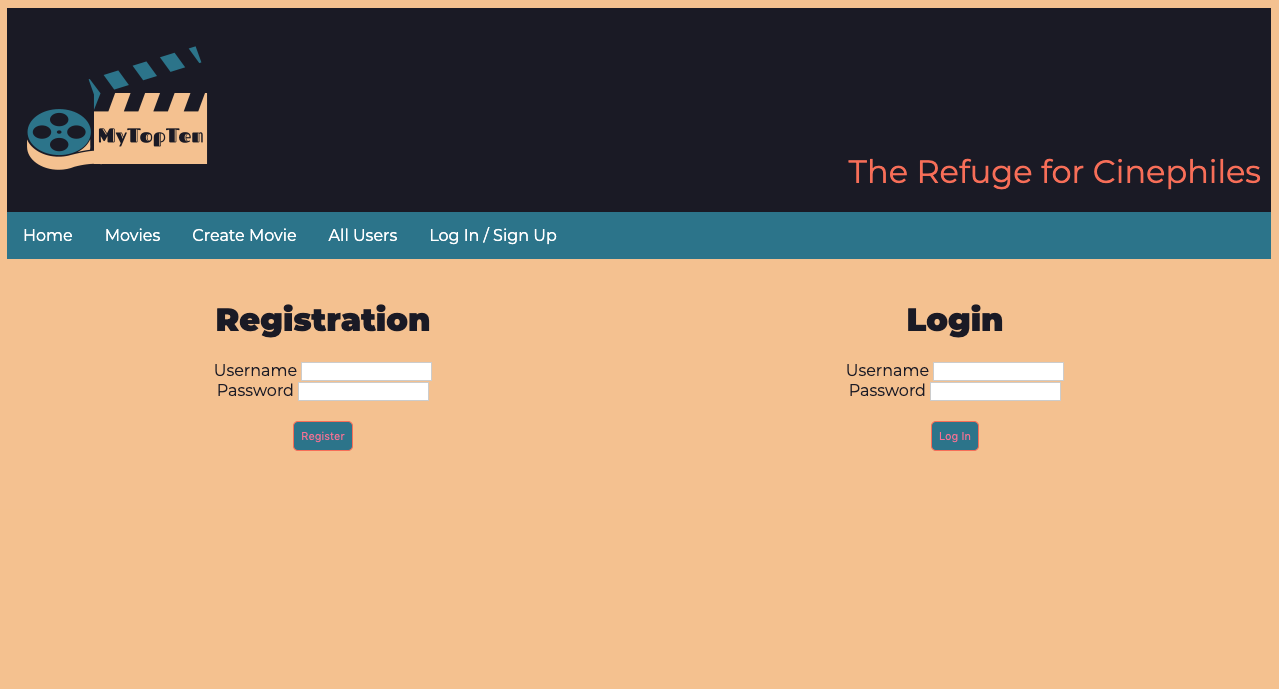 MyTopTen
The Refuge for Cinephiles
Home Movies Create Movie All Users Log In / Sign Up
Registration
Username
Password
Register
Login
Username
Password
Log In